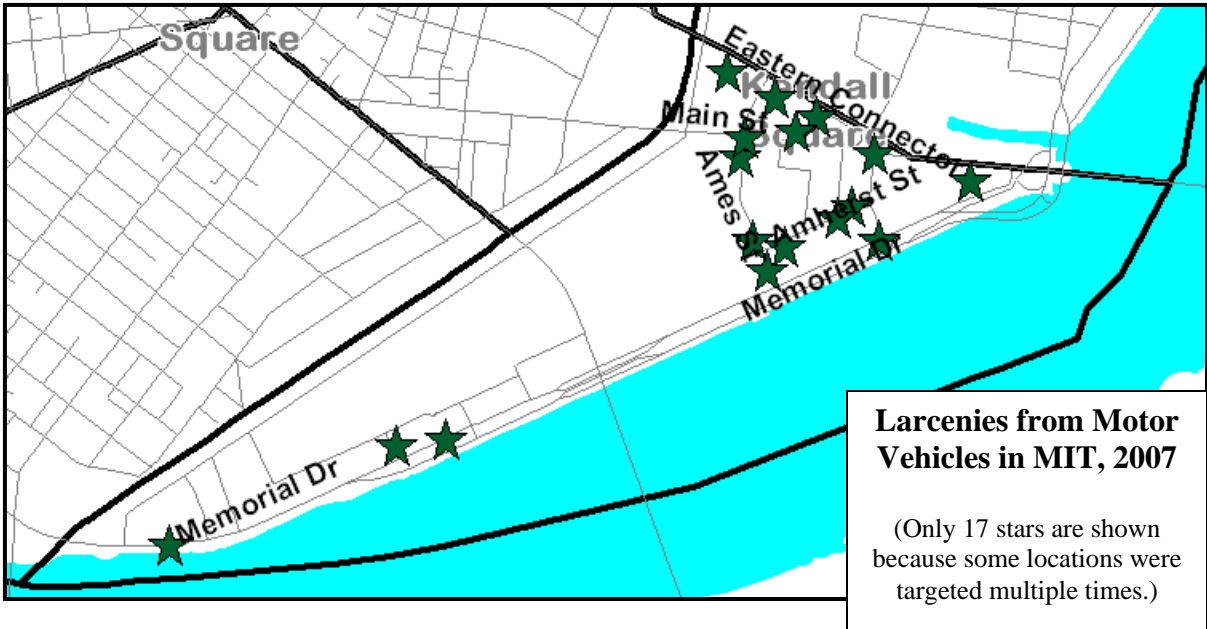 Square
Eastern Connector
Kendall
Square
Main St
Ames St
Amherst St
Memorial Dr
Memorial Dr
Larcenies from Motor
Vehicles in MIT, 2007
(Only 17 stars are shown
because some locations were
targeted multiple times.)